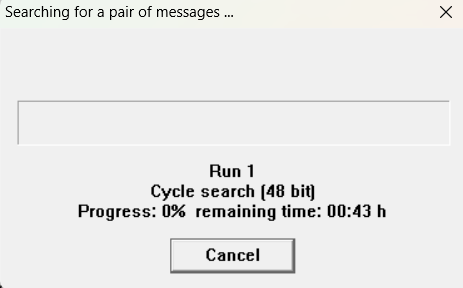 Searching for a pair of messages ...
Run 1
Cycle search (48 bit)
Progress: 0% remaining time: 00:43 h
Cancel